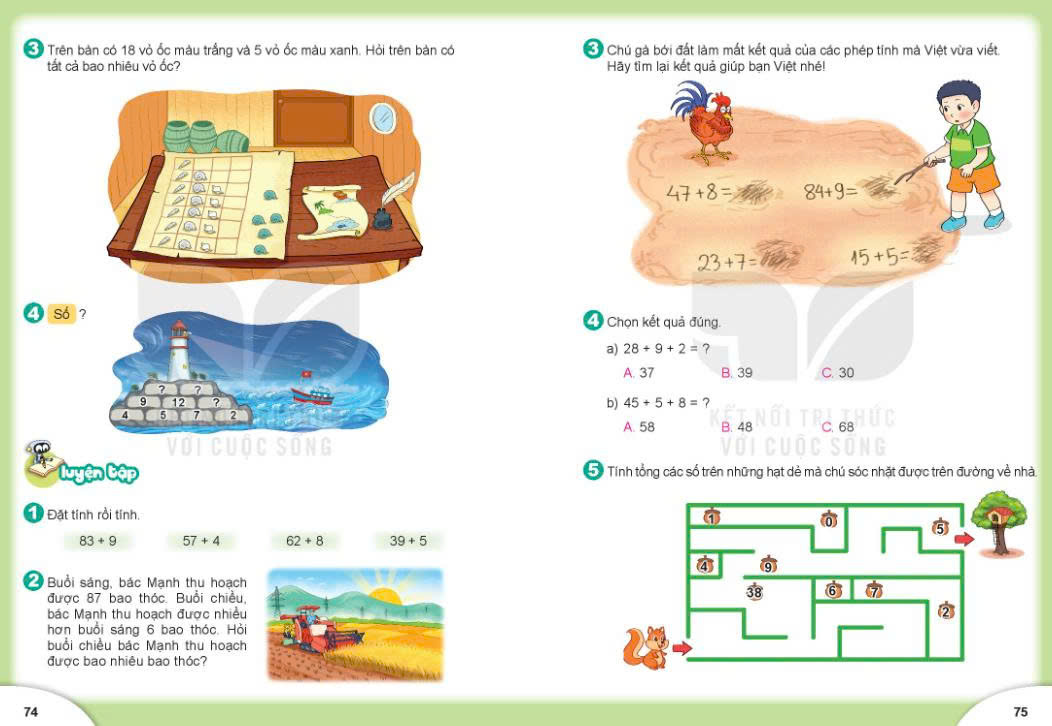 3 Trên bàn có 18 vỏ ốc màu trắng và 5 vỏ ốc màu xanh. Hỏi trên bàn có
tất cả bao nhiêu vỏ ốc?
4 Số ?
? ?
9 12 ?
4 5 7 2
luyện tập
1 Đặt tính rồi tính.
83 + 9 57 + 4 62 + 8 39 + 5
2 Buổi sáng, bác Mạnh thu hoạch
được 87 bao thóc. Buổi chiều,
bác Mạnh thu hoạch được nhiều
hơn buổi sáng 6 bao thóc. Hỏi
buổi chiều bác Mạnh thu hoạch
được bao nhiêu bao thóc?
74
3 Chú gà bới đất làm mất kết quả của các phép tính mà Việt vừa viết.
Hãy tìm lại kết quả giúp bạn Việt nhé!
47+8= 84+9=
23+7= 15+5=
4 Chọn kết quả đúng.
a) 28 + 9 + 2 = ?
A. 37 B. 39 C. 30
b) 45 + 5 + 8 = ?
A. 58 B. 48 C. 68
KẾT NỐI TRI THỨC
VỚI CUỘC SỐNG
VỚI CUỘC SỐNG
5 Tính tổng các số trên những hạt dẻ mà chú sóc nhặt được trên đường về nhà.
1 0 5
4 9
38 6 7
2
75